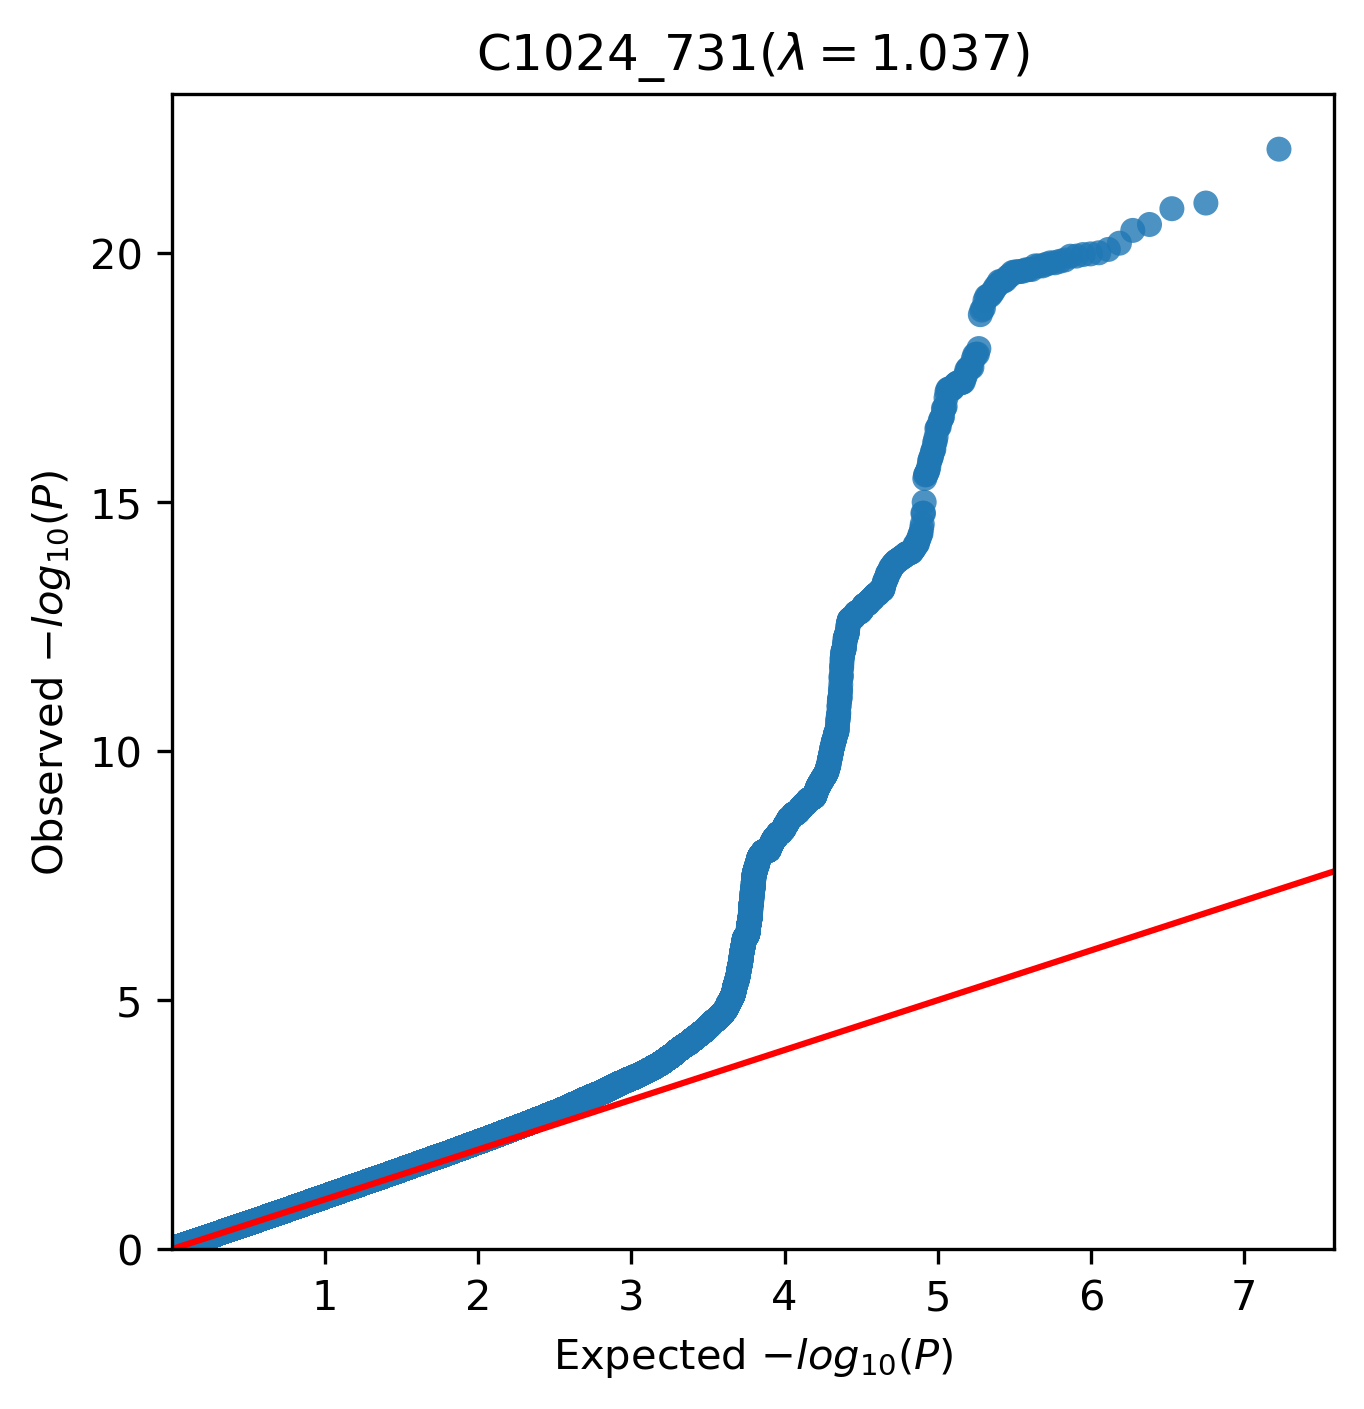 C1024_731(λ = 1.037)
Observed −log₁₀(P)
20
15
10
5
0
1 2 3 4 5 6 7
Expected −log₁₀(P)